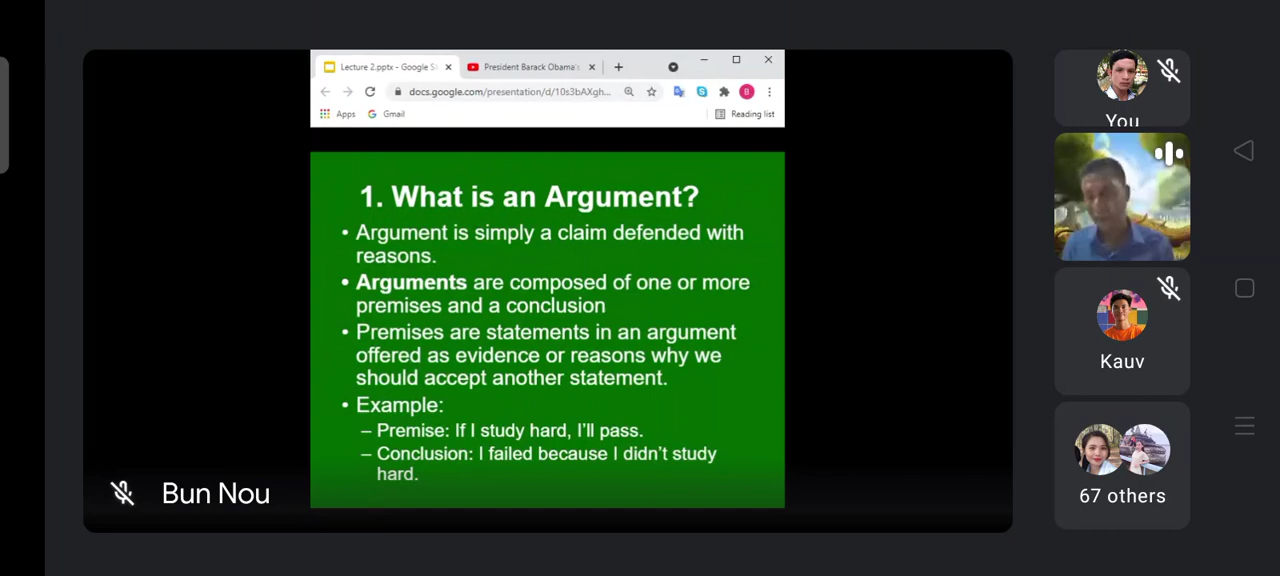 Lecture 2.pptx - Google S
President Barack Obama's
docs.google.com/presentation/d/10s3bAXgh...
B
Apps
Gmail
Reading list
1. What is an Argument?
• Argument is simply a claim defended with
reasons.
• Arguments are composed of one or more
premises and a conclusion
• Premises are statements in an argument
offered as evidence or reasons why we
should accept another statement.
• Example:
– Premise: If I study hard, I'll pass.
– Conclusion: I failed because I didn't study
hard.
Bun Nou
You
Kauv
67 others